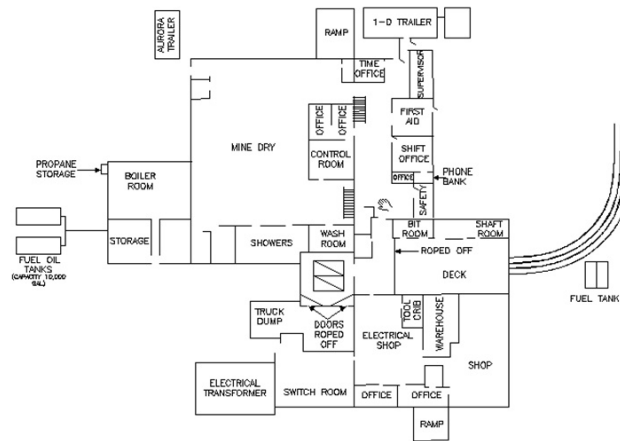 AURORA
TRAILER
RAMP
1-D TRAILER
TIME
OFFICE
SUPERVISOR
OFFICE
OFFICE
FIRST
AID
MINE DRY
CONTROL
ROOM
SHIFT
OFFICE
PROPANE
STORAGE
BOILER
ROOM
OFFICE
PHONE
BANK
SAFETY
STORAGE
SHOWERS
WASH
ROOM
BIT
ROOM
SHAFT
ROOM
FUEL OIL
TANKS
(CAPACITY 10,000
GAL)
ROPED OFF
DECK
FUEL TANK
TRUCK
DUMP
DOORS
ROPED
OFF
TOOL
CRIB
ELECTRICAL
SHOP
WAREHOUSE
SHOP
ELECTRICAL
TRANSFORMER
SWITCH ROOM
OFFICE
OFFICE
RAMP